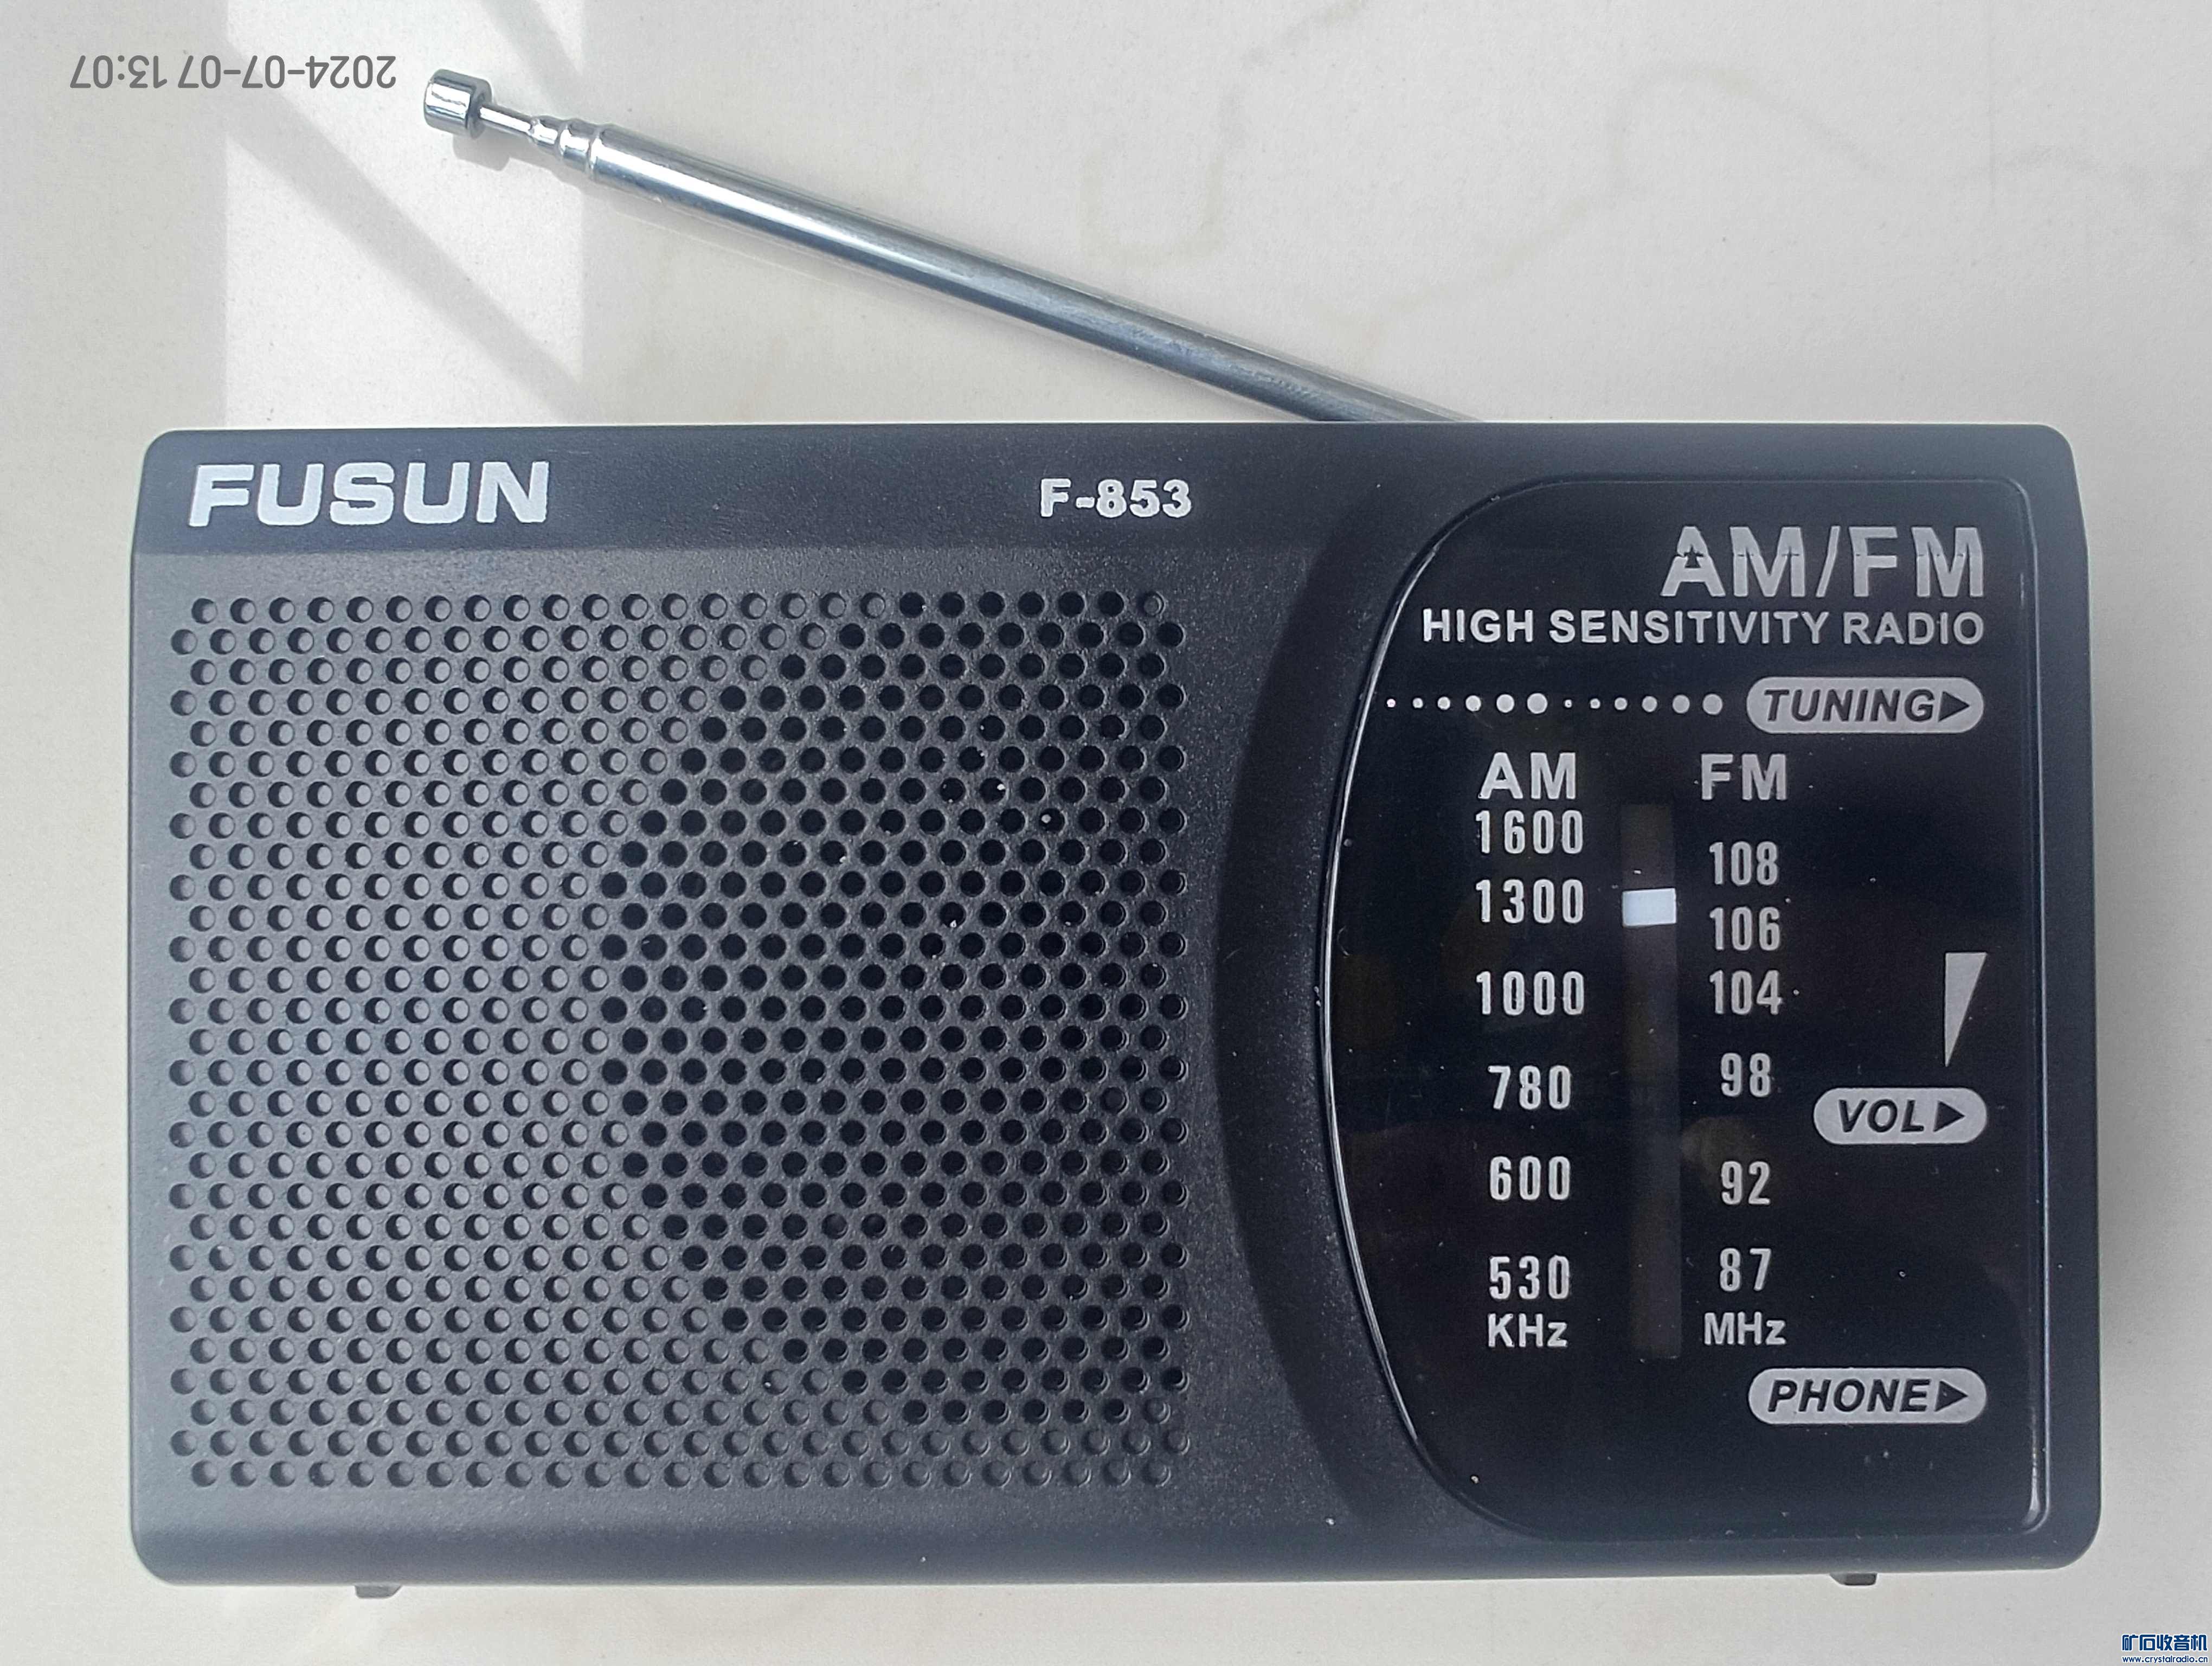 2024-07-07 13:07
FUSUN
F-853
AM/FM
HIGH SENSITIVITY RADIO
TUNING▶
AM FM
1600
108
1300
106
1000 104
780 98
VOL▶
600 92
530 87
KHz MHz
PHONE▶
矿石收音机
www.crystalradio.cn